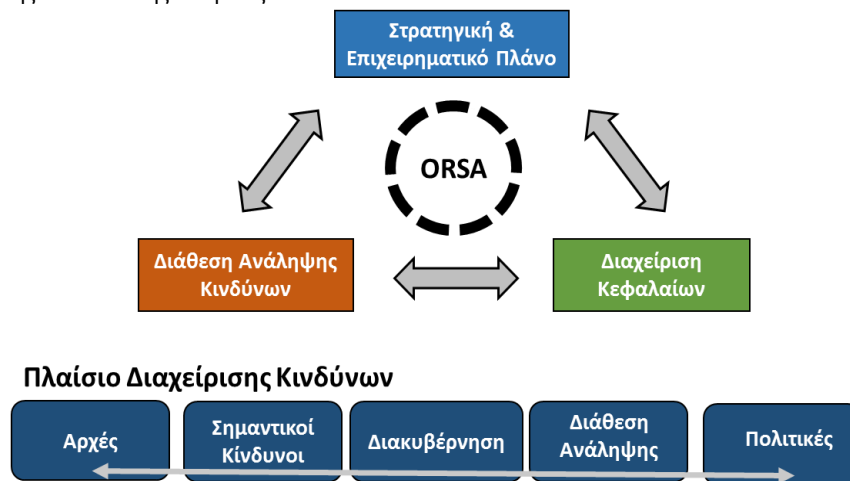 Στρατηγική &
Επιχειρηματικό Πλάνο
ORSA
Διάθεση Ανάληψης
Κινδύνων
Διαχείριση
Κεφαλαίων
Πλαίσιο Διαχείρισης Κινδύνων
Αρχές
Σημαντικοί
Κίνδυνοι
Διακυβέρνηση
Διάθεση
Ανάληψης
Πολιτικές